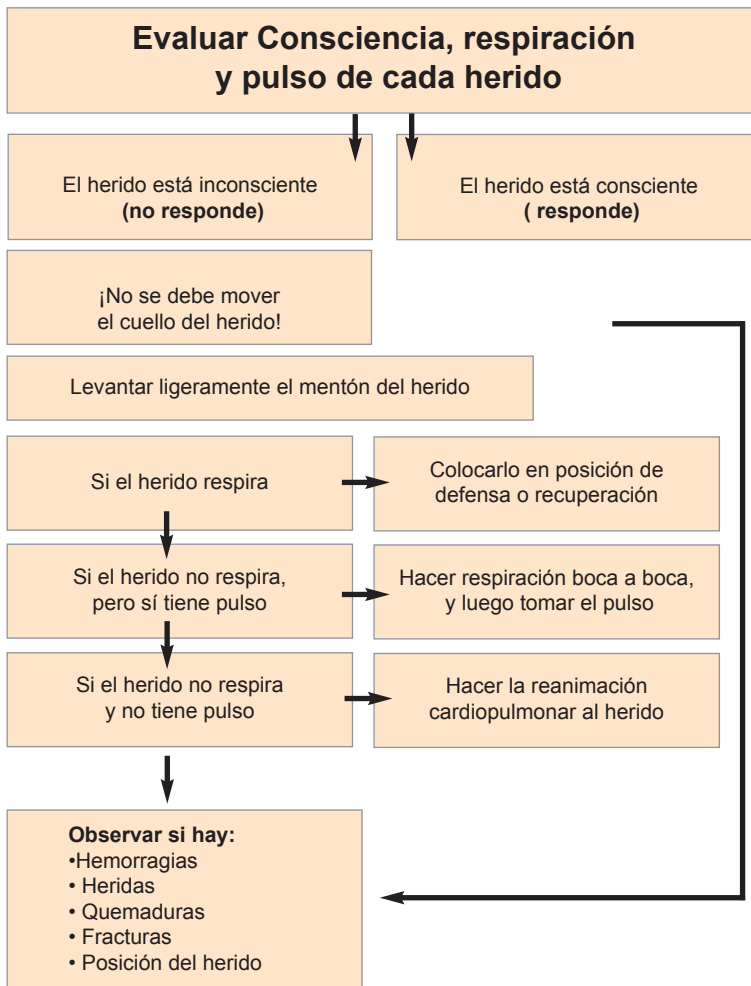 Evaluar Consciencia, respiración
y pulso de cada herido
El herido está inconsciente
(no responde)
El herido está consciente
( responde)
¡No se debe mover
el cuello del herido!
Levantar ligeramente el mentón del herido
Si el herido respira
Colocarlo en posición de
defensa o recuperación
Si el herido no respira,
pero sí tiene pulso
Hacer respiración boca a boca,
y luego tomar el pulso
Si el herido no respira
y no tiene pulso
Hacer la reanimación
cardiopulmonar al herido
Observar si hay:
•Hemorragias
• Heridas
• Quemaduras
• Fracturas
• Posición del herido